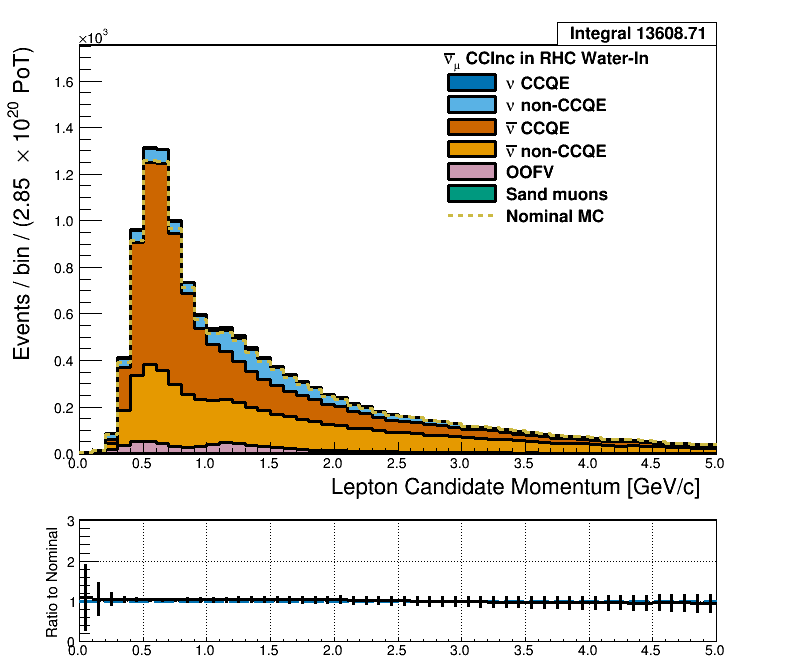 Integral 13608.71
×10³
ν̅μ CCInc in RHC Water-In
ν CCQE
ν non-CCQE
ν̅ CCQE
ν̅ non-CCQE
OOFV
Sand muons
Nominal MC
Events / bin / (2.85 × 10²⁰ PoT)
1.6
1.4
1.2
1.0
0.8
0.6
0.4
0.2
0.0
0.0 0.5 1.0 1.5 2.0 2.5 3.0 3.5 4.0 4.5 5.0
Lepton Candidate Momentum [GeV/c]
Ratio to Nominal
3
2
1
0
0.0 0.5 1.0 1.5 2.0 2.5 3.0 3.5 4.0 4.5 5.0